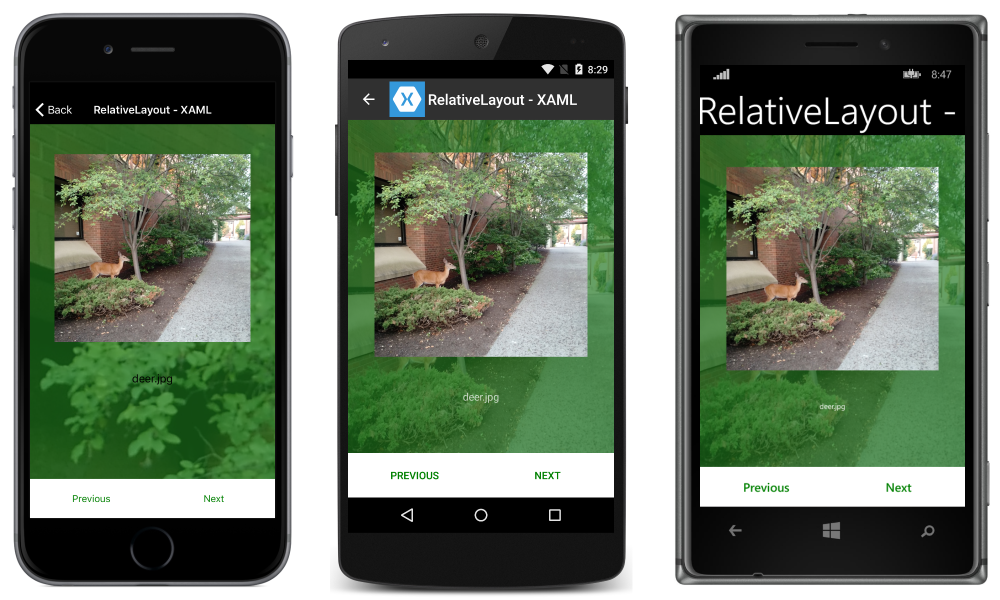 Back RelativeLayout - XAML
deer.jpg
Previous Next
8:29
RelativeLayout - XAML
deer.jpg
PREVIOUS NEXT
8:47
RelativeLayout -
deer.jpg
Previous Next